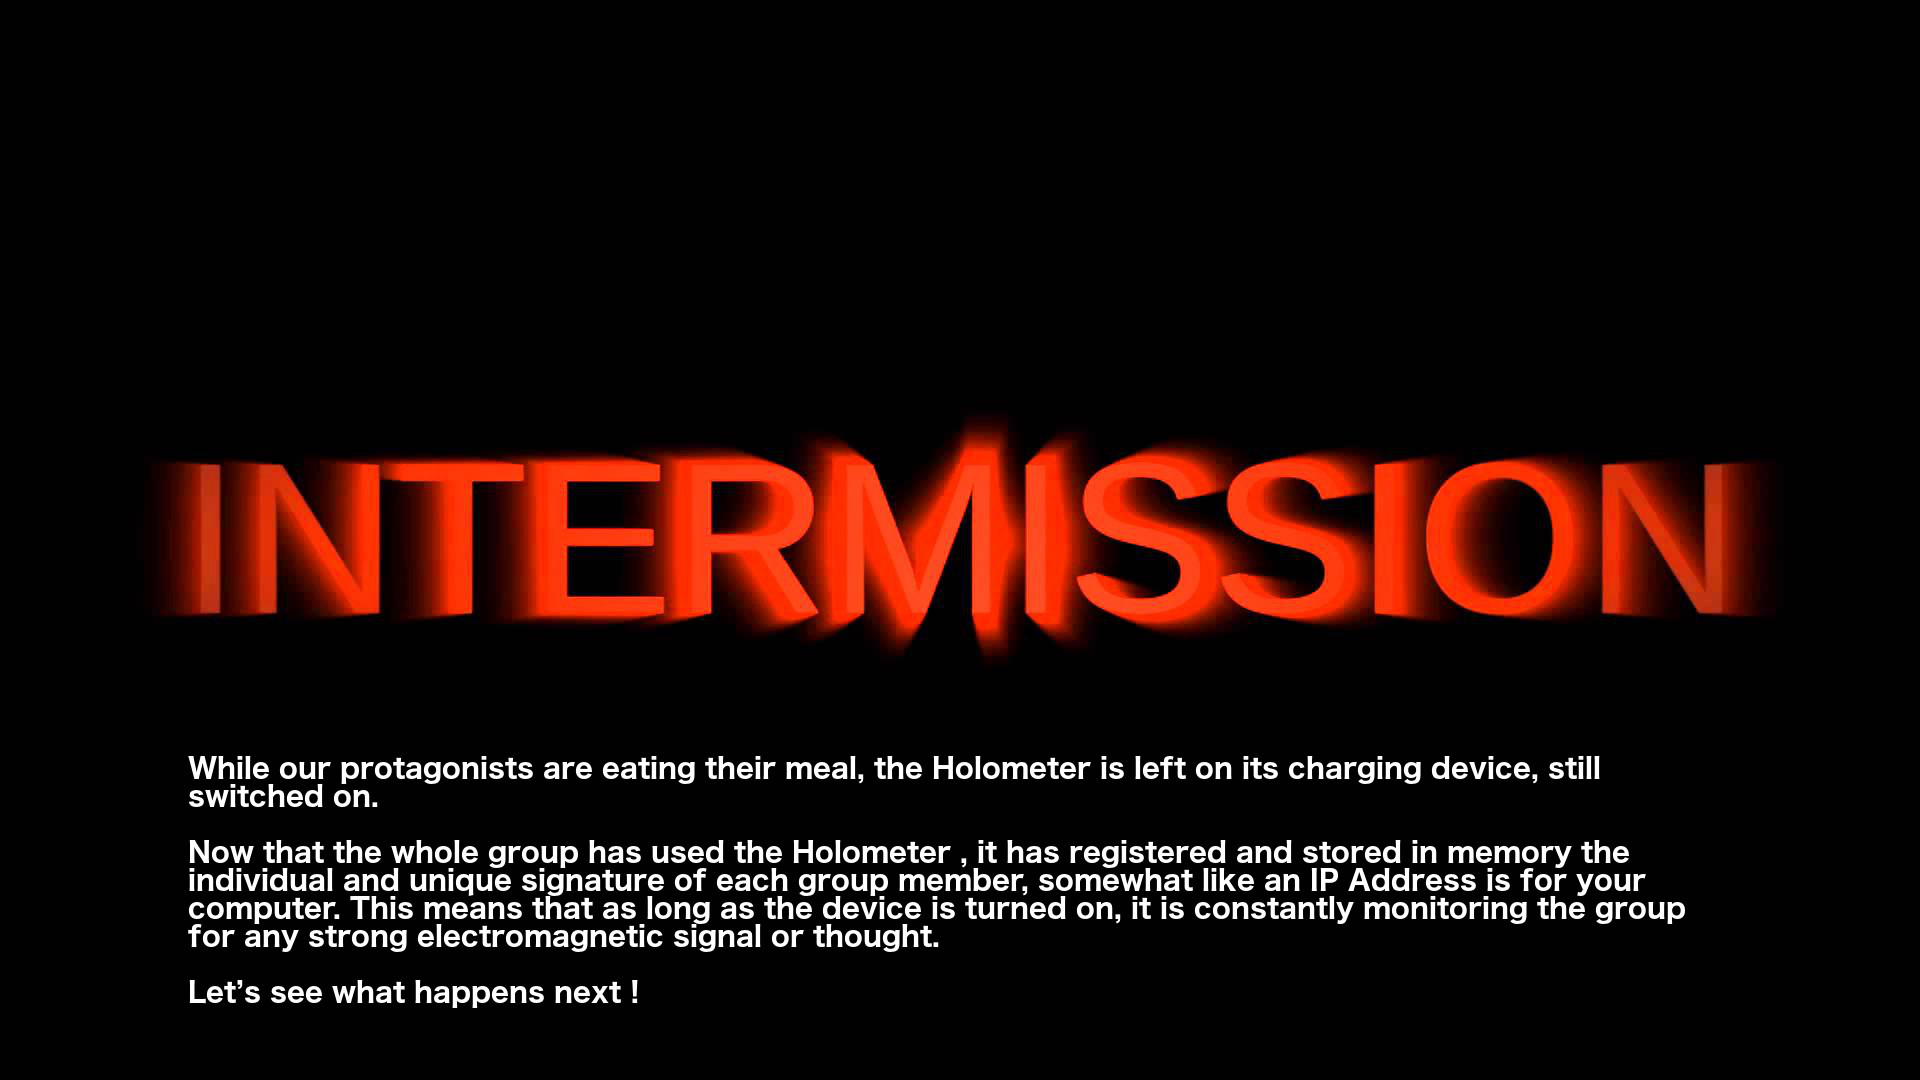 INTERMISSION
While our protagonists are eating their meal, the Holometer is left on its charging device, still
switched on.
Now that the whole group has used the Holometer , it has registered and stored in memory the
individual and unique signature of each group member, somewhat like an IP Address is for your
computer. This means that as long as the device is turned on, it is constantly monitoring the group
for any strong electromagnetic signal or thought.
Let’s see what happens next !